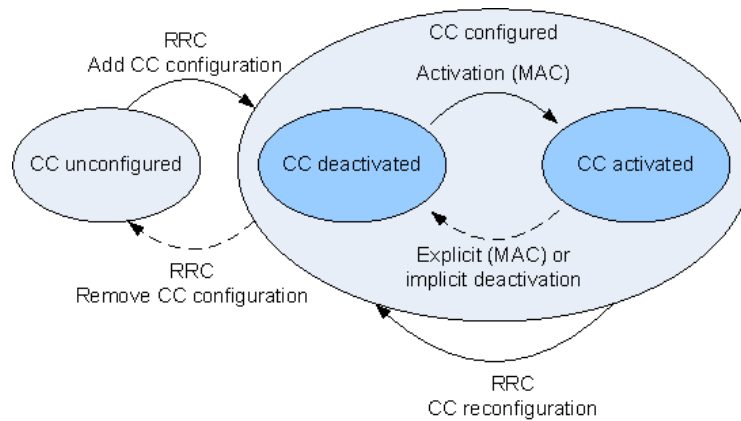 RRC
Add CC configuration
CC configured
Activation (MAC)
CC unconfigured
CC deactivated
CC activated
Explicit (MAC) or
implicit deactivation
RRC
Remove CC configuration
RRC
CC reconfiguration